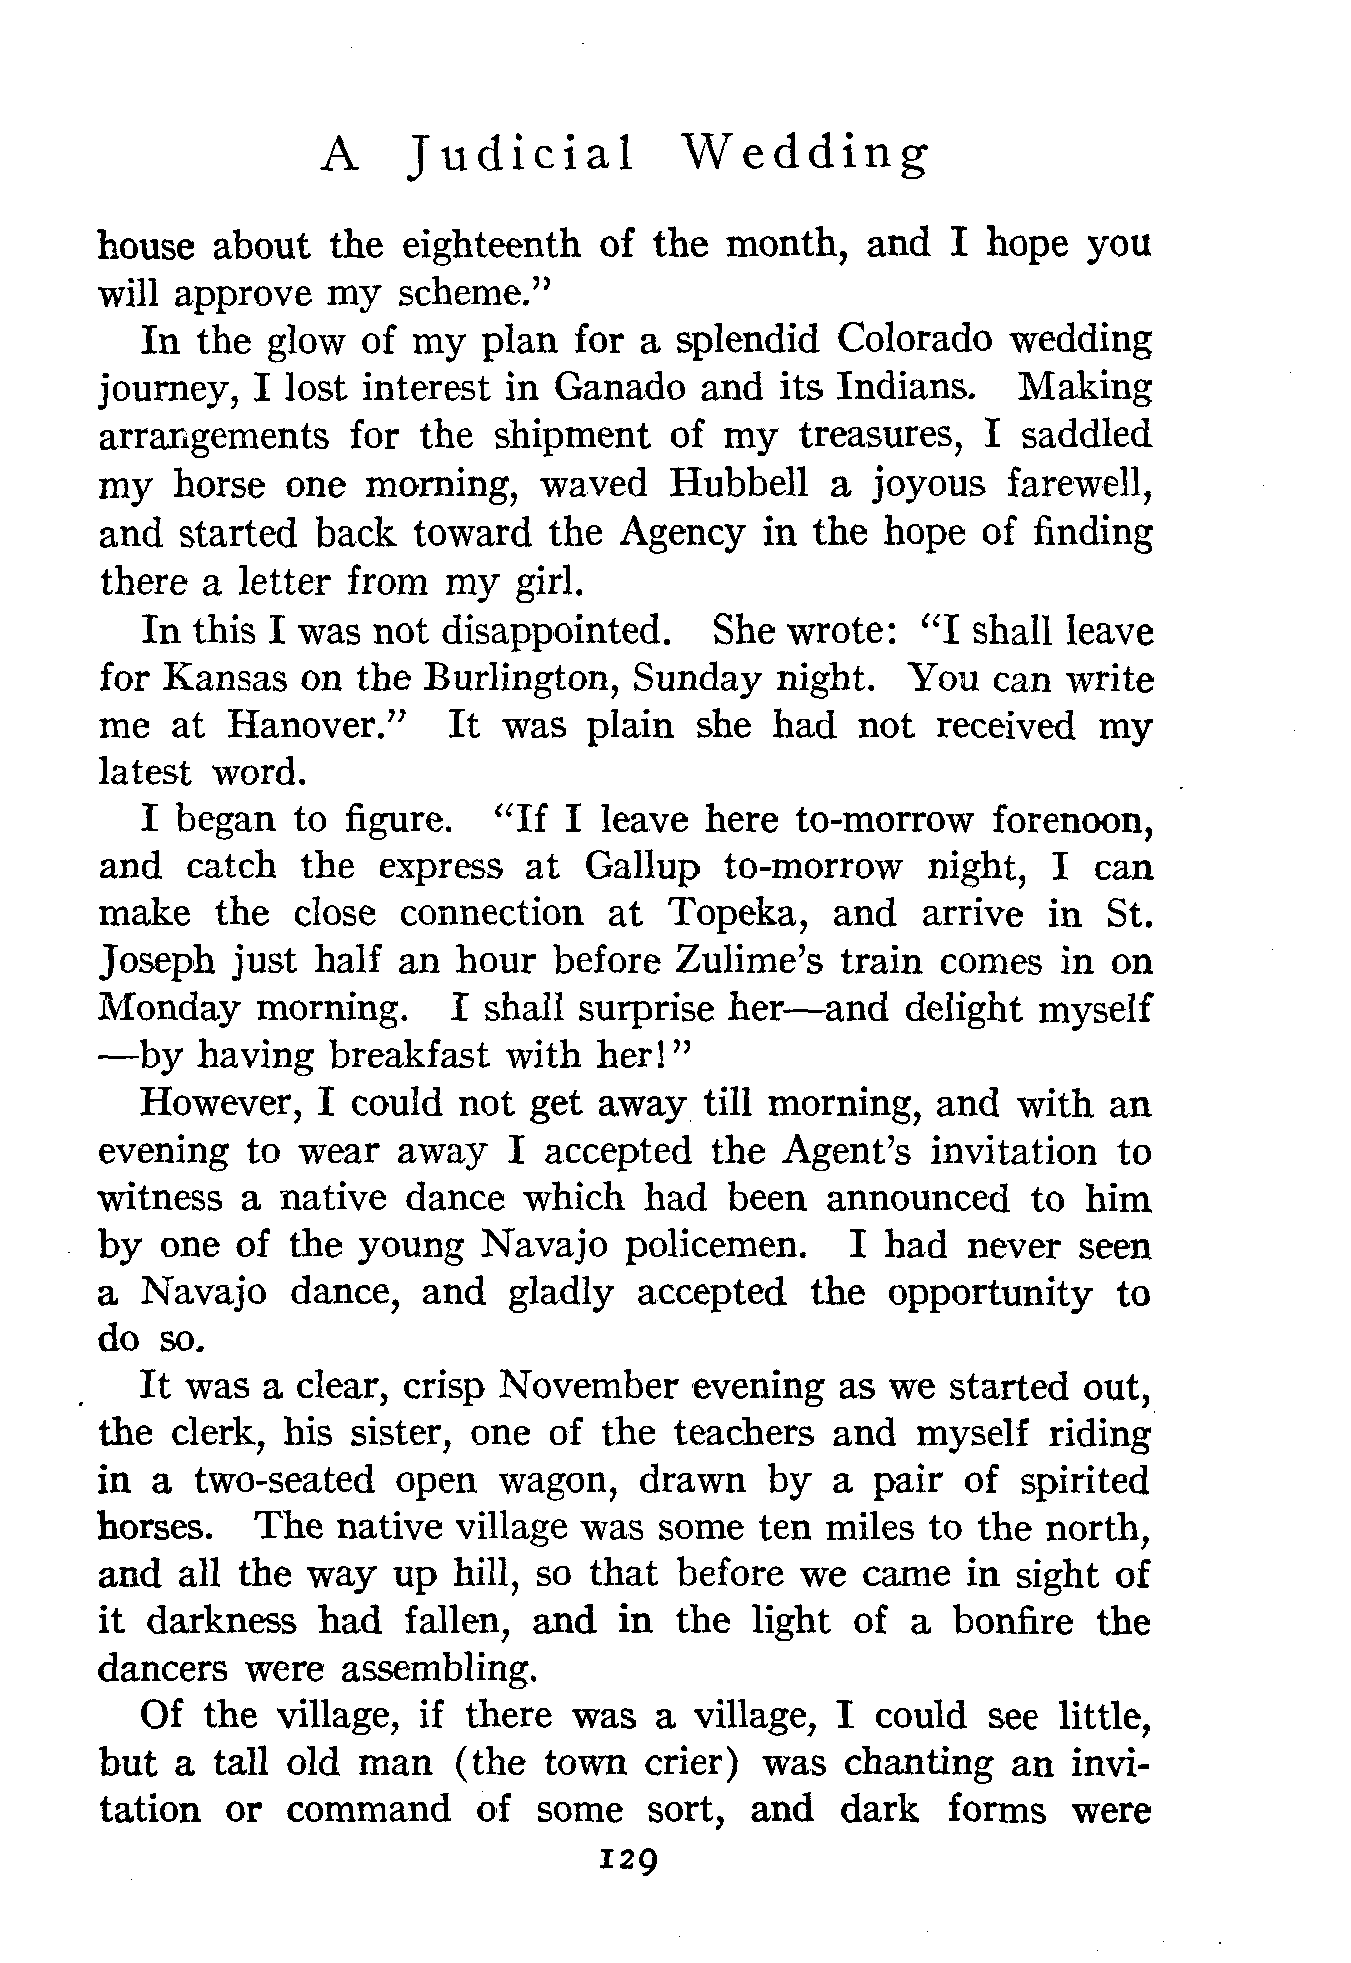 A Judicial Wedding
house about the eighteenth of the month, and I hope you
will approve my scheme."
In the glow of my plan for a splendid Colorado wedding
journey, I lost interest in Ganado and its Indians. Making
arrangements for the shipment of my treasures, I saddled
my horse one morning, waved Hubbell a joyous farewell,
and started back toward the Agency in the hope of finding
there a letter from my girl.
In this I was not disappointed. She wrote: "I shall leave
for Kansas on the Burlington, Sunday night. You can write
me at Hanover." It was plain she had not received my
latest word.
I began to figure. "If I leave here to-morrow forenoon,
and catch the express at Gallup to-morrow night, I can
make the close connection at Topeka, and arrive in St.
Joseph just half an hour before Zulime's train comes in on
Monday morning. I shall surprise her—and delight myself
—by having breakfast with her!"
However, I could not get away till morning, and with an
evening to wear away I accepted the Agent's invitation to
witness a native dance which had been announced to him
by one of the young Navajo policemen. I had never seen
a Navajo dance, and gladly accepted the opportunity to
do so.
It was a clear, crisp November evening as we started out,
the clerk, his sister, one of the teachers and myself riding
in a two-seated open wagon, drawn by a pair of spirited
horses. The native village was some ten miles to the north,
and all the way up hill, so that before we came in sight of
it darkness had fallen, and in the light of a bonfire the
dancers were assembling.
Of the village, if there was a village, I could see little,
but a tall old man (the town crier) was chanting an invi-
tation or command of some sort, and dark forms were
129